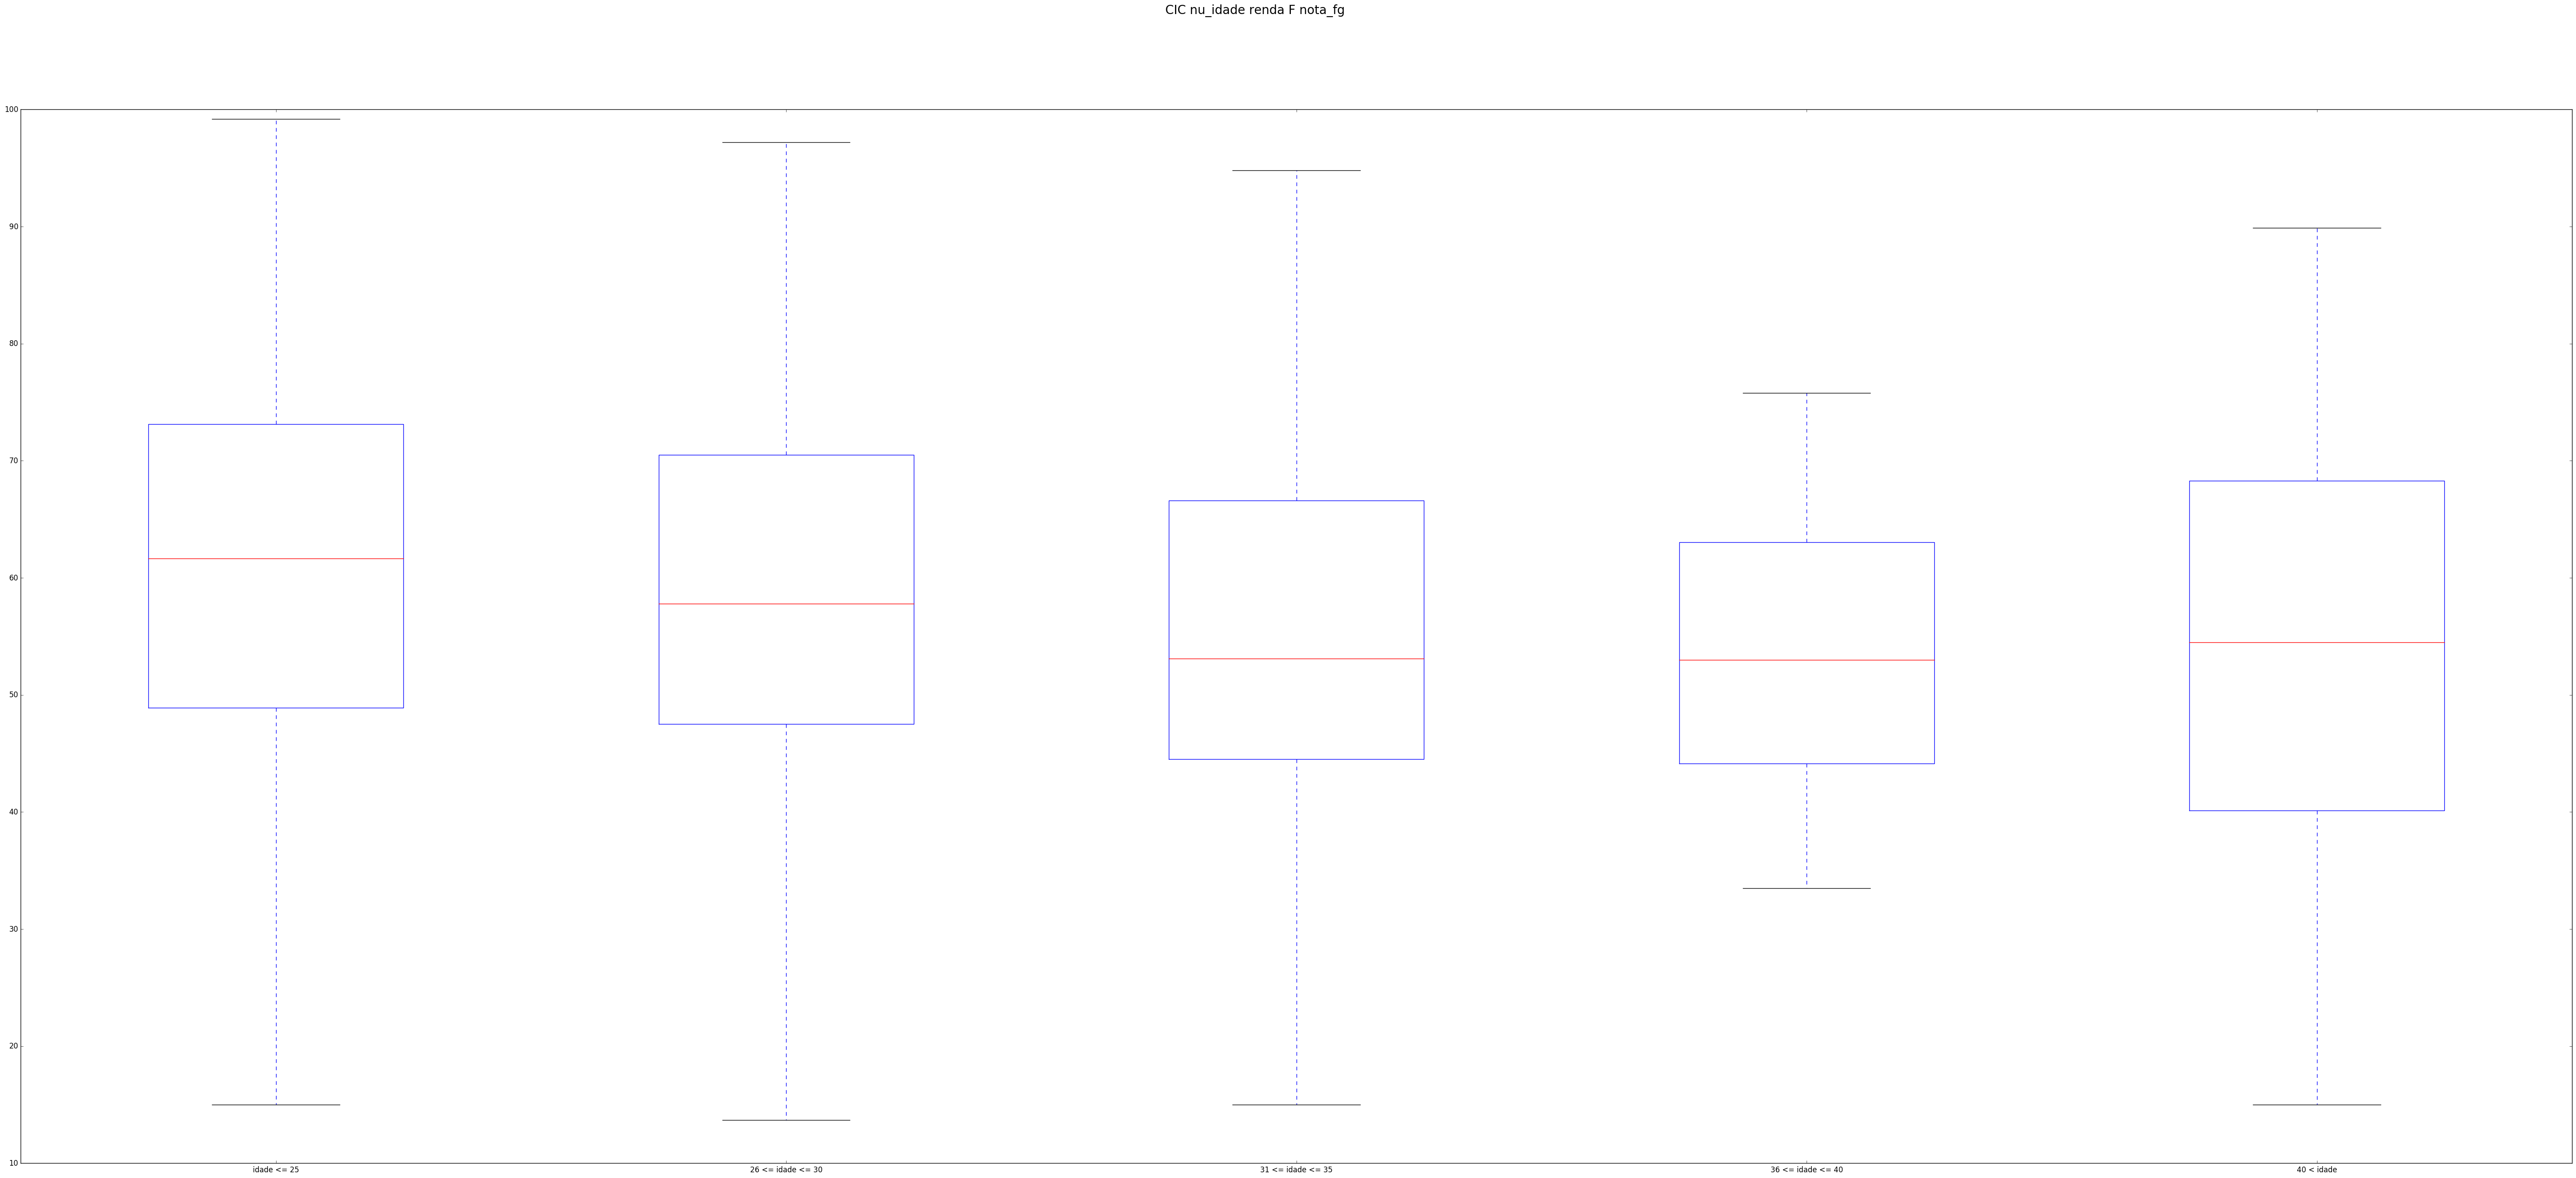 CIC nu_idade renda F nota_fg
100
90
80
70
60
50
40
30
20
10
idade <= 25
26 <= idade <= 30
31 <= idade <= 35
36 <= idade <= 40
40 < idade